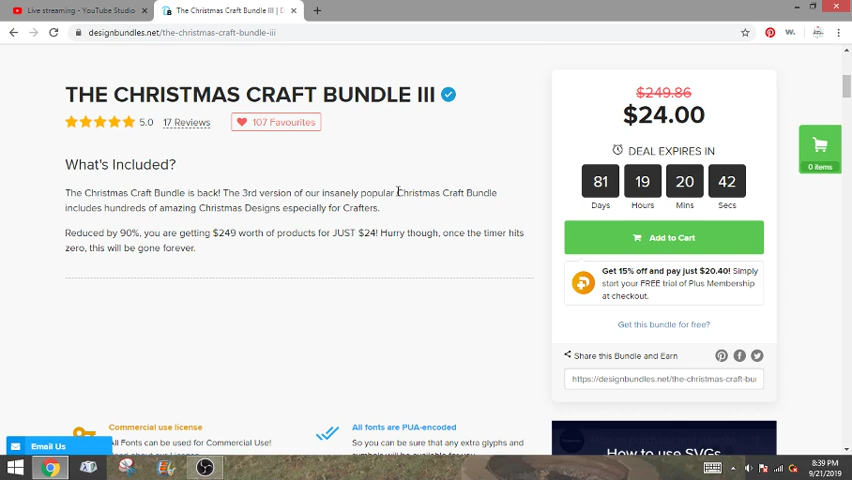 Live streaming - YouTube Studio
The Christmas Craft Bundle III | D
designbundles.net/the-christmas-craft-bundle-iii
THE CHRISTMAS CRAFT BUNDLE III
5.0 17 Reviews 107 Favourites
What's Included?
The Christmas Craft Bundle is back! The 3rd version of our insanely popular Christmas Craft Bundle
includes hundreds of amazing Christmas Designs especially for Crafters.
Reduced by 90%, you are getting $249 worth of products for JUST $24! Hurry though, once the timer hits
zero, this will be gone forever.
$249.86
$24.00
DEAL EXPIRES IN
81 19 20 42
Days Hours Mins Secs
Add to Cart
Get 15% off and pay just $20.40! Simply
start your FREE trial of Plus Membership
at checkout.
Get this bundle for free?
Share this Bundle and Earn
https://designbundles.net/the-christmas-craft-bu
0 items
Commercial use license
All Fonts can be used for Commercial Use!
All fonts are PUA-encoded
So you can be sure that any extra glyphs and
How to use SVGs
Email Us
8:39 PM
9/21/2019